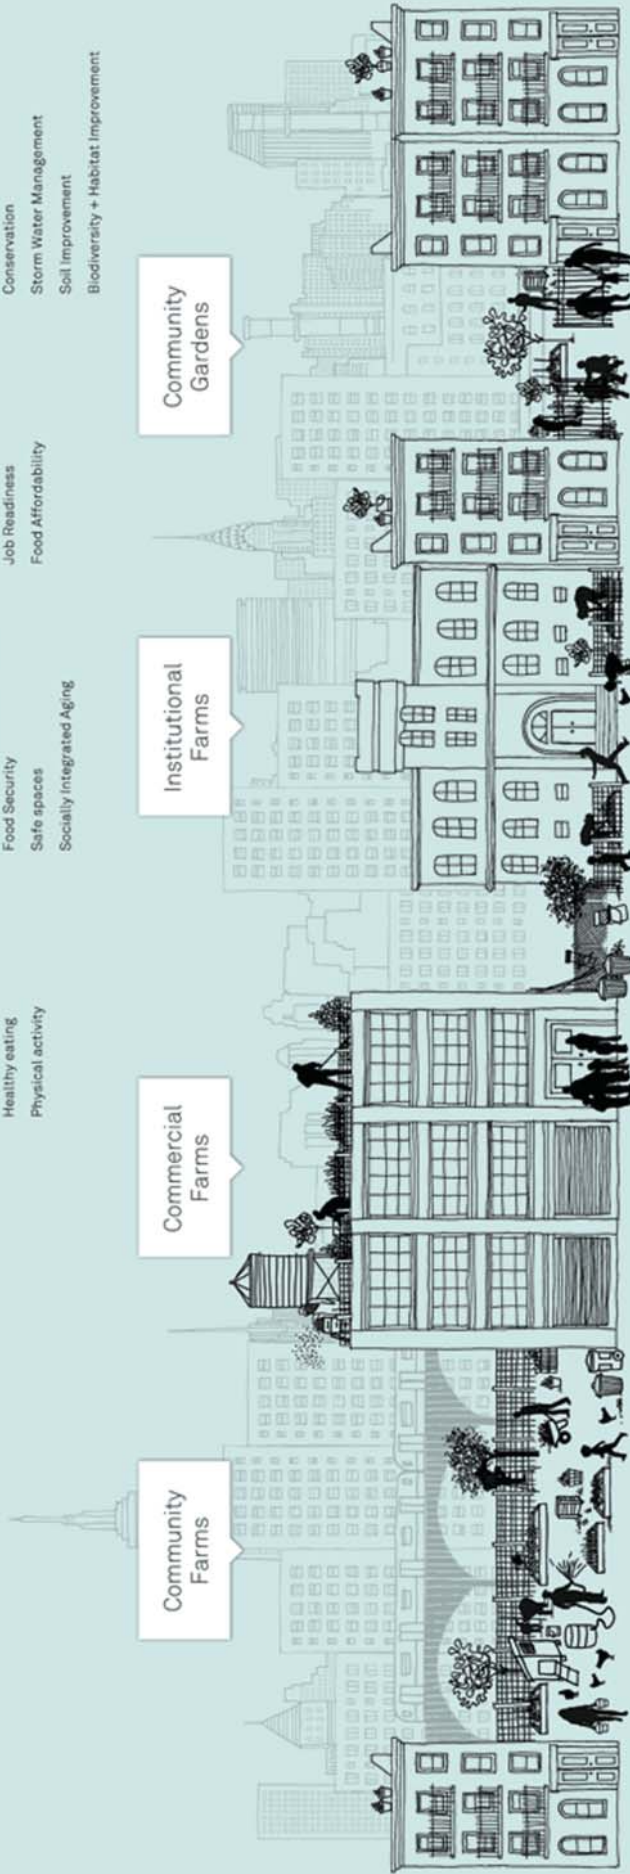 Healthy eating
Physical activity
Food Security
Safe spaces
Socially Integrated Aging
Job Readiness
Food Affordability
Conservation
Storm Water Management
Soil Improvement
Biodiversity + Habitat Improvement
Community
Farms
Commercial
Farms
Institutional
Farms
Community
Gardens